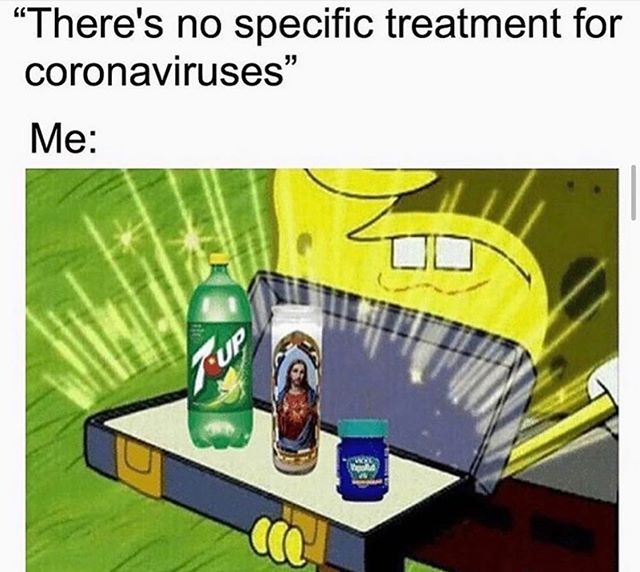 “There's no specific treatment for
coronaviruses”
Me:
7UP
VICKS
VapoRub